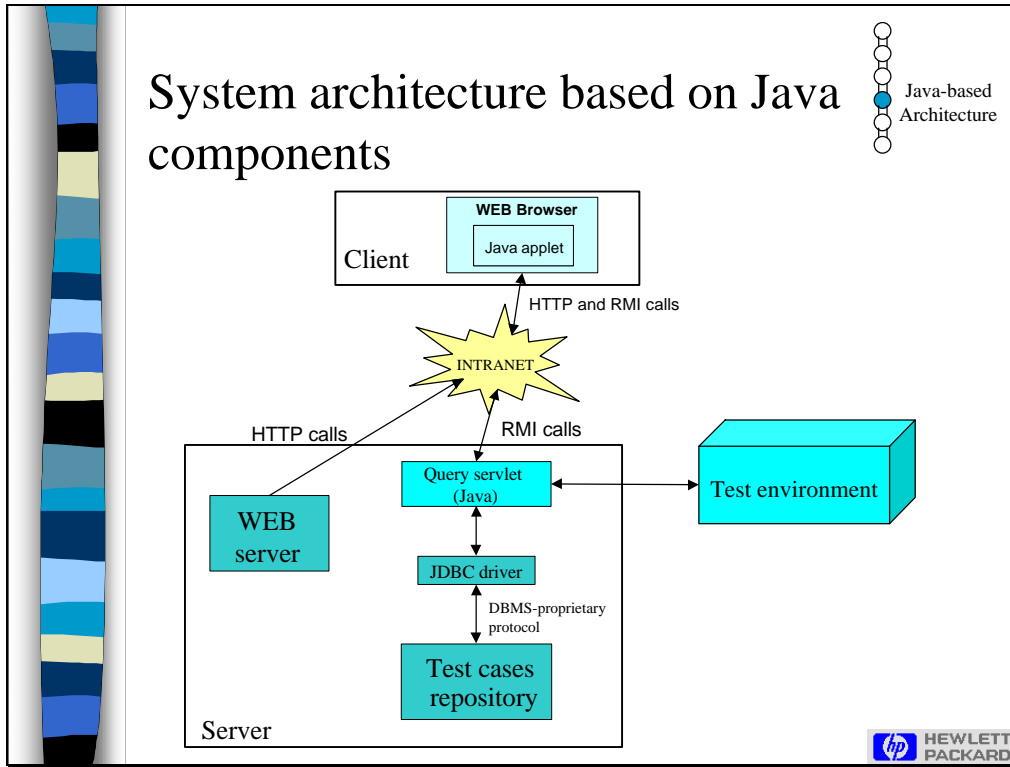 System architecture based on Java
components
Java-based
Architecture
WEB Browser
Java applet
Client
HTTP and RMI calls
INTRANET
HTTP calls
RMI calls
Query servlet
(Java)
Test environment
WEB
server
JDBC driver
DBMS-proprietary
protocol
Test cases
repository
Server
hp HEWLETT
PACKARD